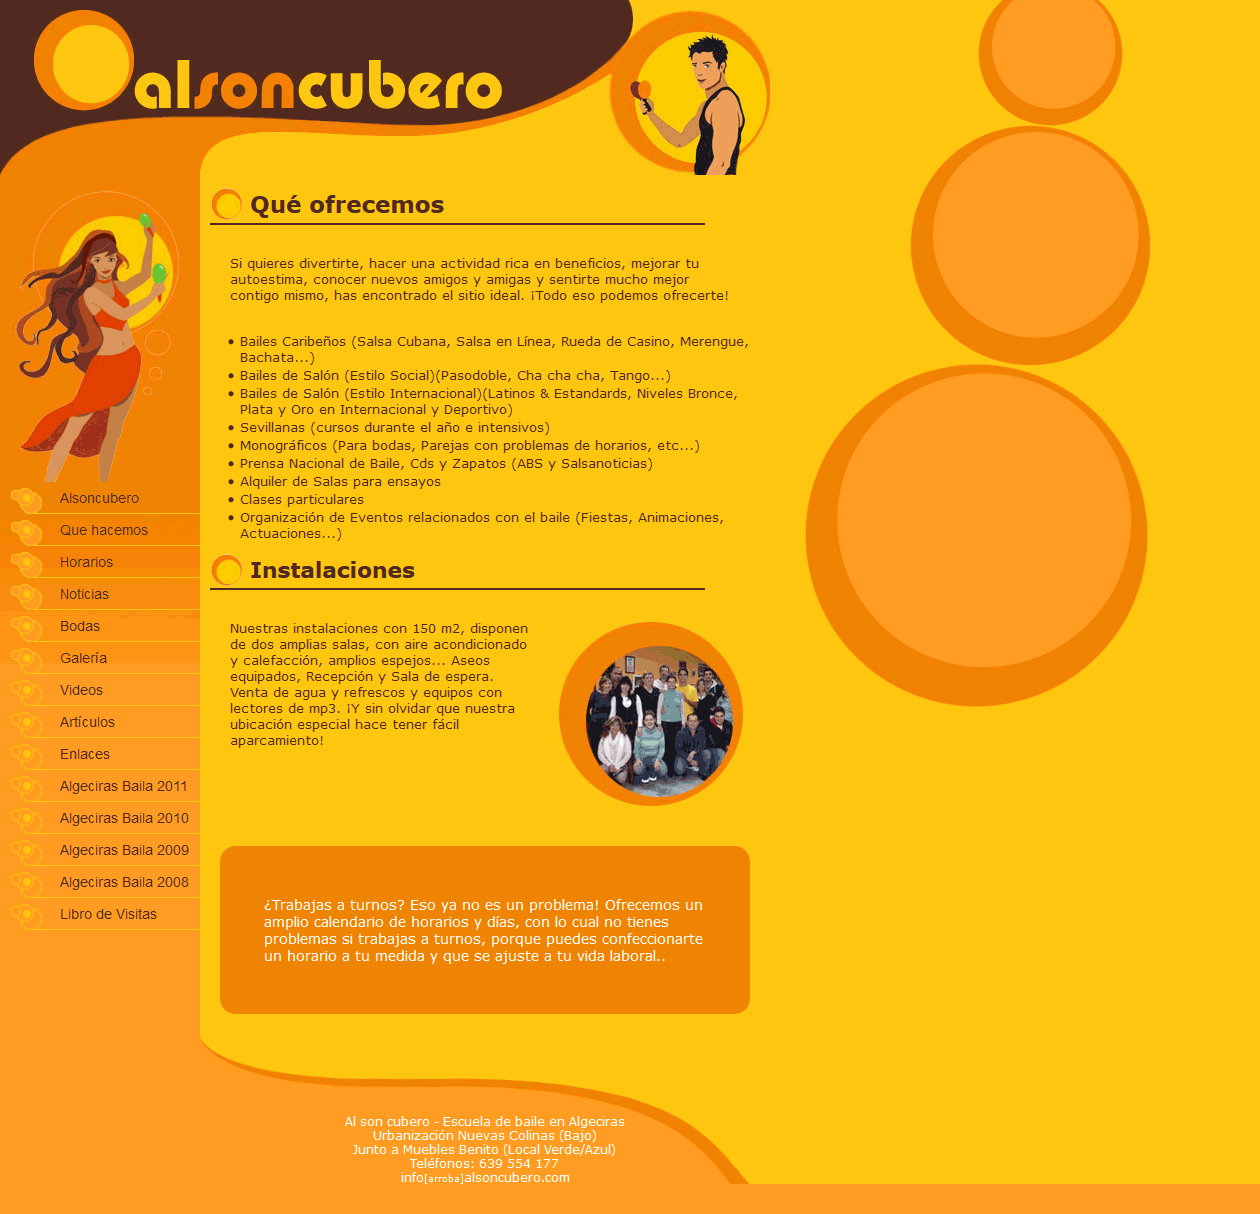 alsoncubero
Qué ofrecemos
Si quieres divertirte, hacer una actividad rica en beneficios, mejorar tu
autoestima, conocer nuevos amigos y amigas y sentirte mucho mejor
contigo mismo, has encontrado el sitio ideal. ¡Todo eso podemos ofrecerte!
• Bailes Caribeños (Salsa Cubana, Salsa en Línea, Rueda de Casino, Merengue,
Bachata...)
• Bailes de Salón (Estilo Social)(Pasodoble, Cha cha cha, Tango...)
• Bailes de Salón (Estilo Internacional)(Latinos & Estandards, Niveles Bronce,
Plata y Oro en Internacional y Deportivo)
• Sevillanas (cursos durante el año e intensivos)
• Monográficos (Para bodas, Parejas con problemas de horarios, etc...)
• Prensa Nacional de Baile, Cds y Zapatos (ABS y Salsanoticias)
• Alquiler de Salas para ensayos
• Clases particulares
• Organización de Eventos relacionados con el baile (Fiestas, Animaciones,
Actuaciones...)
Alsoncubero
Que hacemos
Horarios
Noticias
Bodas
Galería
Videos
Artículos
Enlaces
Algeciras Baila 2011
Algeciras Baila 2010
Algeciras Baila 2009
Algeciras Baila 2008
Libro de Visitas
Instalaciones
Nuestras instalaciones con 150 m2, disponen
de dos amplias salas, con aire acondicionado
y calefacción, amplios espejos... Aseos
equipados, Recepción y Sala de espera.
Venta de agua y refrescos y equipos con
lectores de mp3. ¡Y sin olvidar que nuestra
ubicación especial hace tener fácil
aparcamiento!
¿Trabajas a turnos? Eso ya no es un problema! Ofrecemos un
amplio calendario de horarios y días, con lo cual no tienes
problemas si trabajas a turnos, porque puedes confeccionarte
un horario a tu medida y que se ajuste a tu vida laboral..
Al son cubero - Escuela de baile en Algeciras
Urbanización Nuevas Colinas (Bajo)
Junto a Muebles Benito (Local Verde/Azul)
Teléfonos: 639 554 177
info[arroba]alsoncubero.com